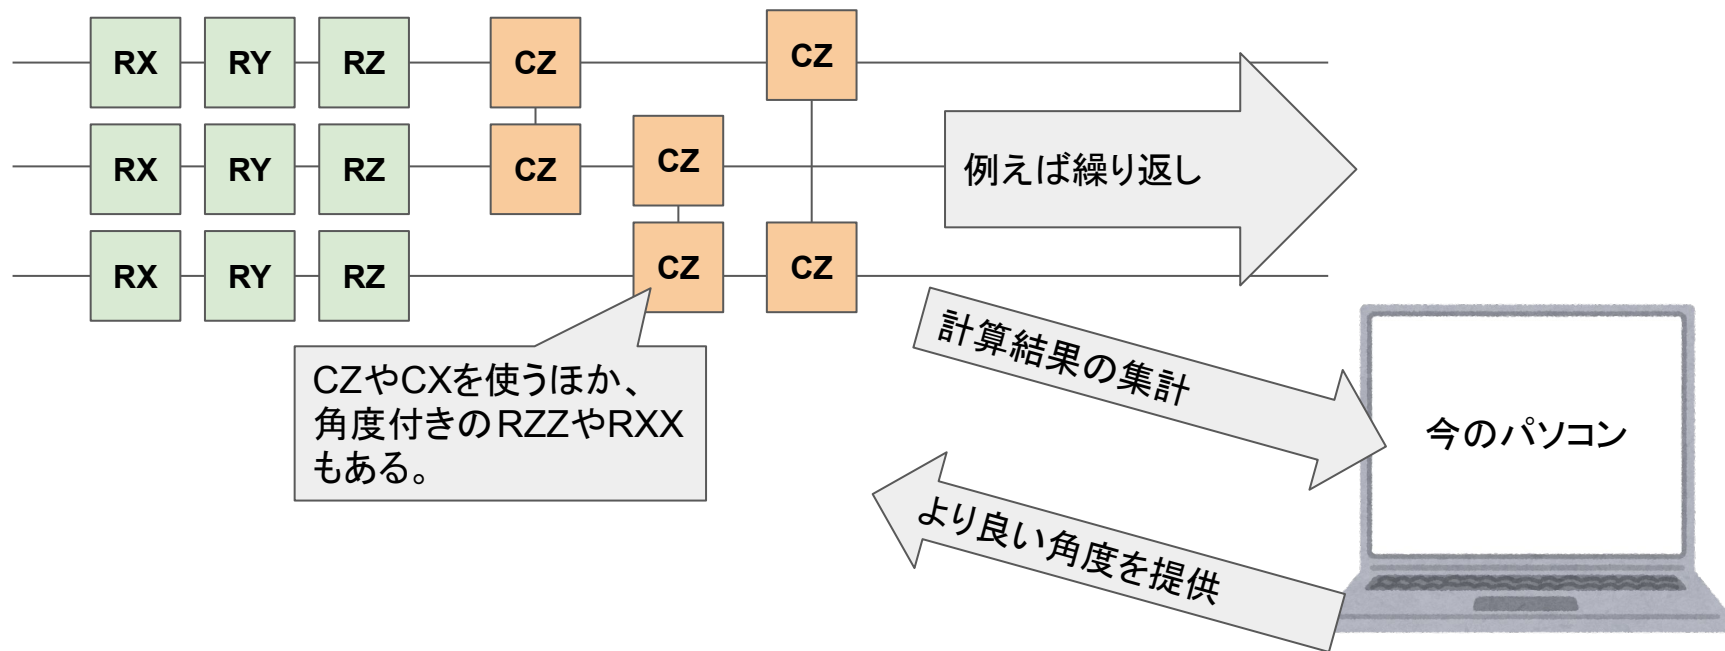 RX RY RZ CZ CZ
RX RY RZ CZ CZ
RX RY RZ CZ CZ
例えば繰り返し
CZやCXを使うほか、
角度付きのRZZやRXX
もある。
計算結果の集計
より良い角度を提供
今のパソコン